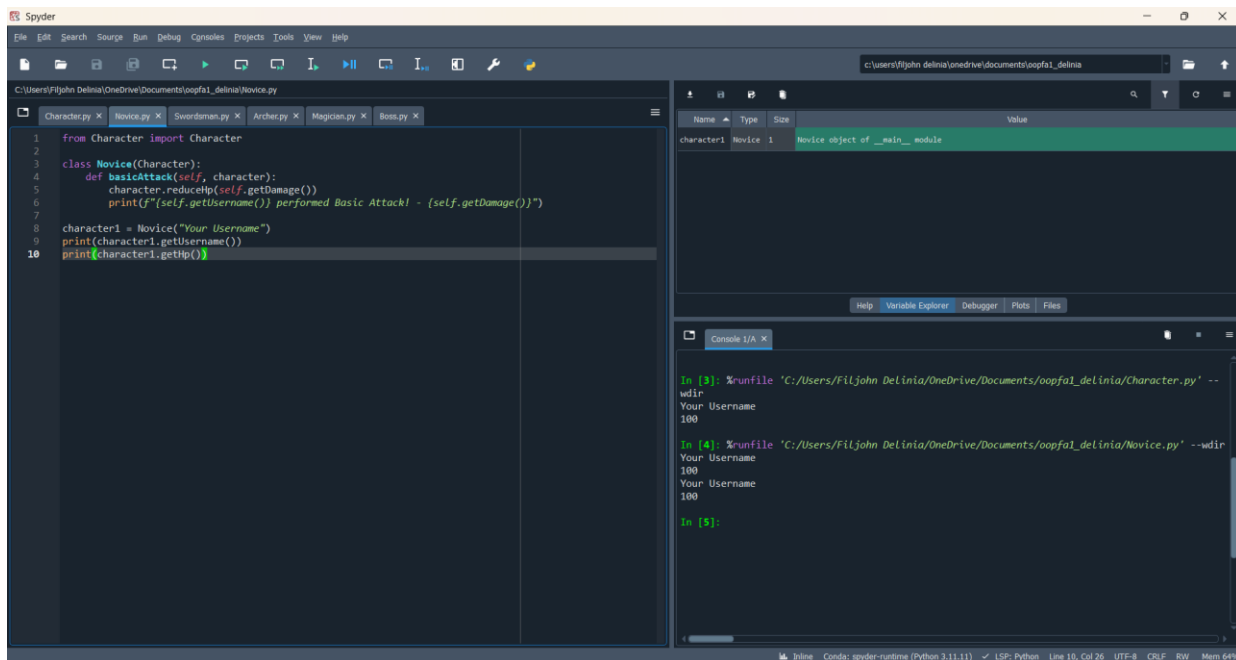 Spyder
File Edit Search Source Run Debug Consoles Projects Tools View Help
c:\users\filjohn delinia\onedrive\documents\oopfa1_delinia
C:\Users\Filjohn Delinia\OneDrive\Documents\oopfa1_delinia\Novice.py
Character.py Novice.py Swordsman.py Archer.py Magician.py Boss.py
1 from Character import Character
2
3 class Novice(Character):
4 def basicAttack(self, character):
5 character.reduceHp(self.getDamage())
6 print(f"{self.getUsername()} performed Basic Attack! - {self.getDamage()}")
7
8 character1 = Novice("Your Username")
9 print(character1.getUsername())
10 print(character1.getHp())
Name Type Size Value
character1 Novice 1 Novice object of __main__ module
Help Variable Explorer Debugger Plots Files
Console 1/A
In [3]: %runfile 'C:/Users/Filjohn Delinia/OneDrive/Documents/oopfa1_delinia/Character.py' --
wdir
Your Username
100
In [4]: %runfile 'C:/Users/Filjohn Delinia/OneDrive/Documents/oopfa1_delinia/Novice.py' --wdir
Your Username
100
Your Username
100
In [5]:
Inline Conda: spyder-runtime (Python 3.11.11) LSP: Python Line 10, Col 26 UTF-8 CRLF RW Mem 64%